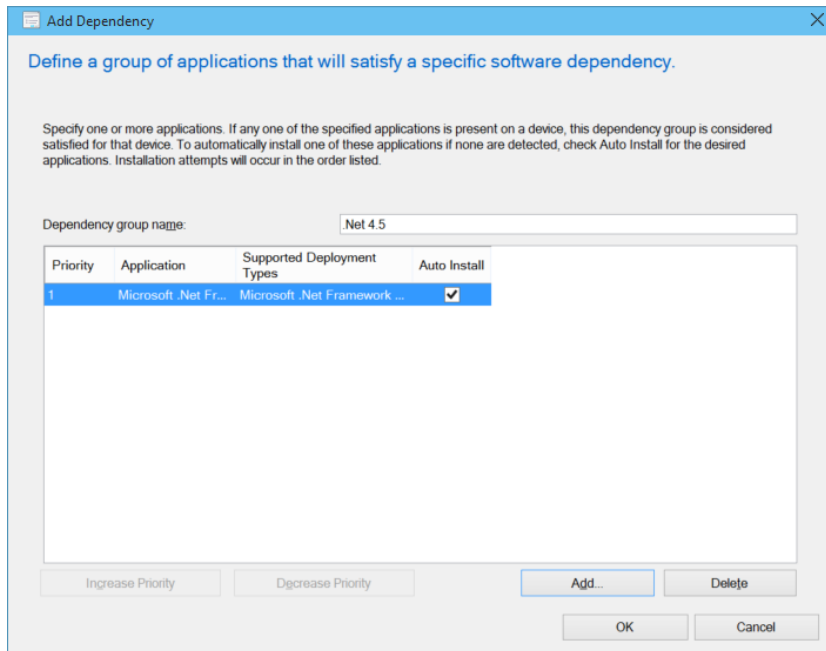 Add Dependency
Define a group of applications that will satisfy a specific software dependency.
Specify one or more applications. If any one of the specified applications is present on a device, this dependency group is considered
satisfied for that device. To automatically install one of these applications if none are detected, check Auto Install for the desired
applications. Installation attempts will occur in the order listed.
Dependency group name: .Net 4.5
Priority Application Supported Deployment Types Auto Install
1 Microsoft .Net Fr... Microsoft .Net Framework ...
Increase Priority Decrease Priority Add... Delete
OK Cancel